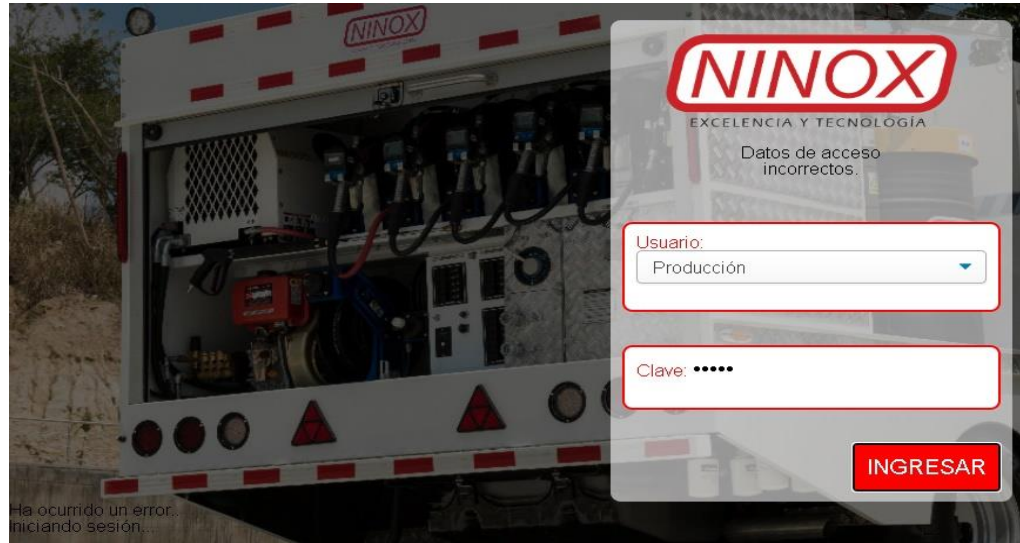 NINOX
NINOX
EXCELENCIA Y TECNOLOGÍA
Datos de acceso
incorrectos.
Usuario:
Producción
Clave: •••••
INGRESAR
Ha ocurrido un error..
Iniciando sesión...